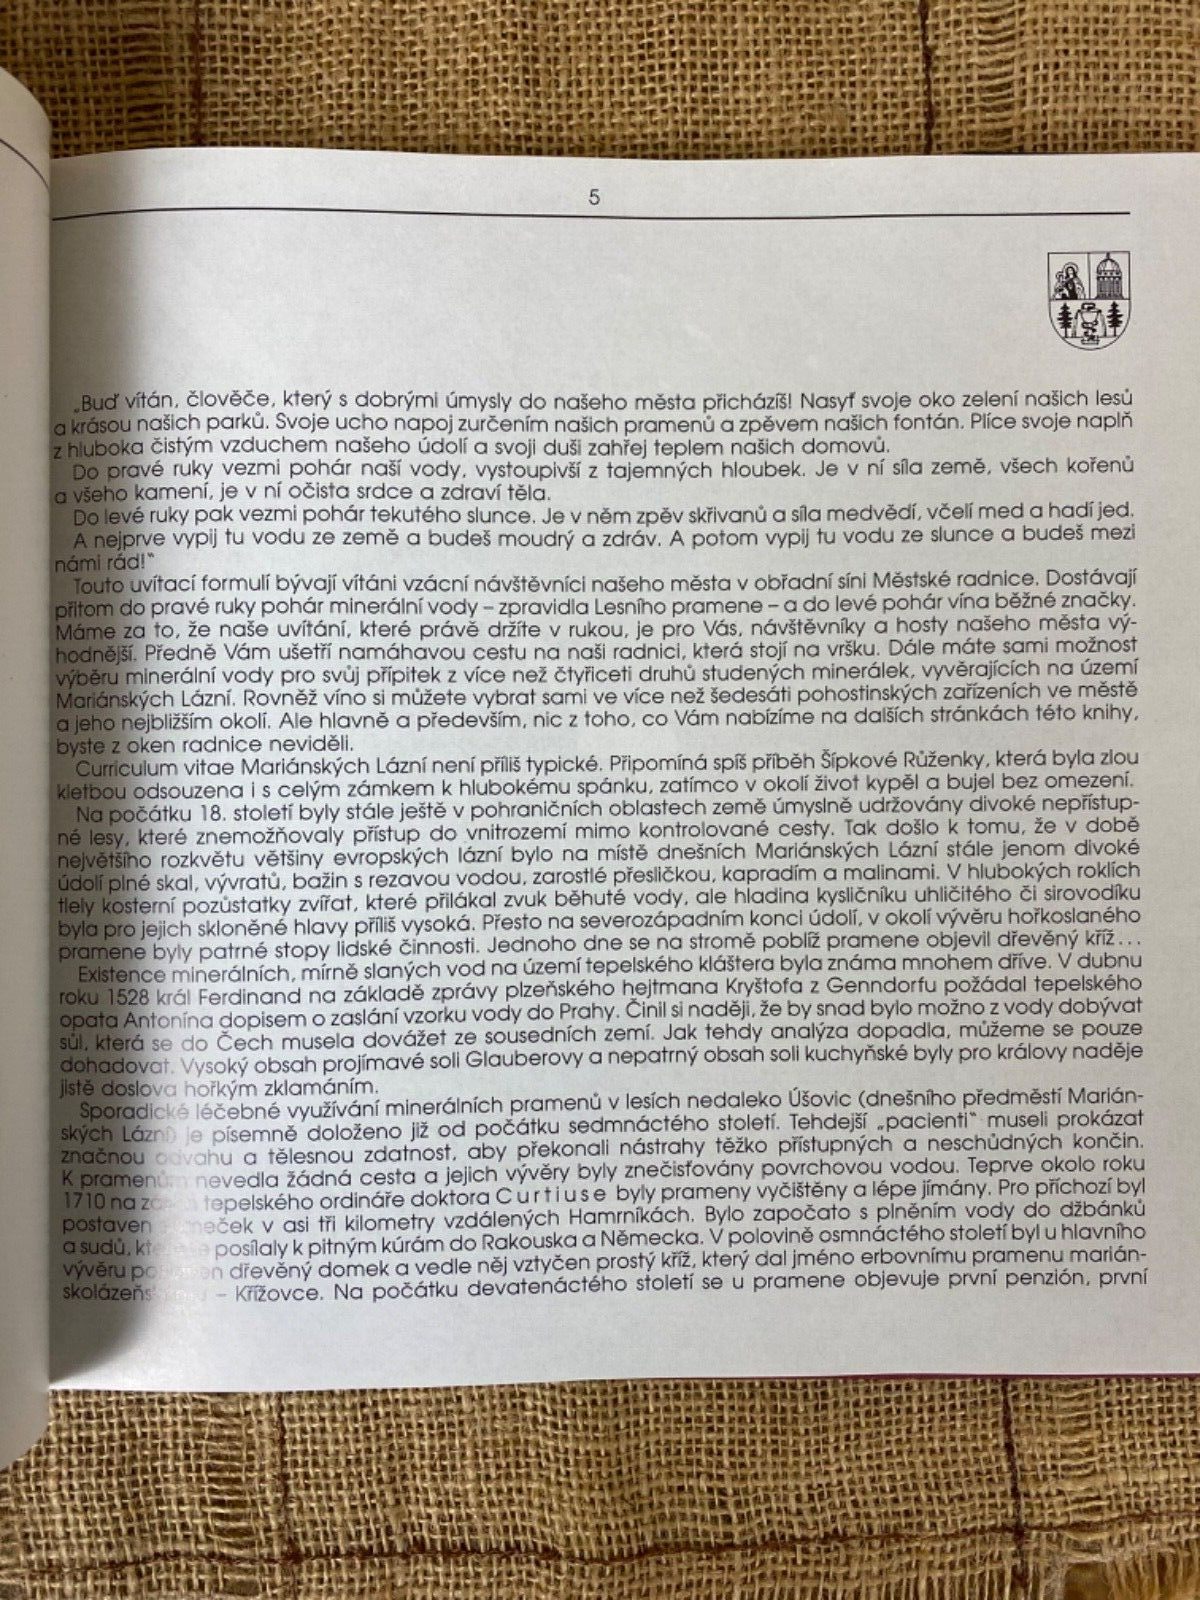 5
„Buď vítán, člověče, který s dobrými úmysly do našeho města přicházíš! Nasyť svoje oko zelení našich lesů
a krásou našich parků. Svoje ucho napoj zurčením našich pramenů a zpěvem našich fontán. Plíce svoje naplň
z hluboka čistým vzduchem našeho údolí a svoji duši zahřej teplem našich domovů.
Do pravé ruky vezmi pohár naší vody, vystoupivší z tajemných hloubek. Je v ní síla země, všech kořenů
a všeho kamení, je v ní očista srdce a zdraví těla.
Do levé ruky pak vezmi pohár tekutého slunce. Je v něm zpěv skřivanů a síla medvědí, včelí med a hadí jed.
A nejprve vypij tu vodu ze země a budeš moudrý a zdráv. A potom vypij tu vodu ze slunce a budeš mezi
námi rád!“
Touto uvítací formulí bývají vítáni vzácní návštěvníci našeho města v obřadní síni Městské radnice. Dostávají
přitom do pravé ruky pohár minerální vody – zpravidla Lesního pramene – a do levé pohár vína běžné značky.
Máme za to, že naše uvítání, které právě držíte v rukou, je pro Vás, návštěvníky a hosty našeho města vý-
hodnější. Předně Vám ušetří namáhavou cestu na naši radnici, která stojí na vršku. Dále máte sami možnost
výběru minerální vody pro svůj přípitek z více než čtyřiceti druhů studených minerálek, vyvěrajících na území
Mariánských Lázní. Rovněž víno si můžete vybrat sami ve více než šedesáti pohostinských zařízeních ve městě
a jeho nejbližším okolí. Ale hlavně a především, nic z toho, co Vám nabízíme na dalších stránkách této knihy,
byste z oken radnice neviděli.
Curriculum vitae Mariánských Lázní není příliš typické. Připomíná spíš příběh Šípkové Růženky, která byla zlou
kletbou odsouzena i s celým zámkem k hlubokému spánku, zatímco v okolí život kypěl a bujel bez omezení.
Na počátku 18. století byly stále ještě v pohraničních oblastech země úmyslně udržovány divoké nepřístup-
né lesy, které znemožňovaly přístup do vnitrozemí mimo kontrolované cesty. Tak došlo k tomu, že v době
největšího rozkvětu většiny evropských lázní bylo na místě dnešních Mariánských Lázní stále jenom divoké
údolí plné skal, vývratů, bažin s rezavou vodou, zarostlé přesličkou, kapradím a malinami. V hlubokých roklích
tlely kosterní pozůstatky zvířat, které přilákal zvuk běhuté vody, ale hladina kysličníku uhličitého či sirovodíku
byla pro jejich skloněné hlavy příliš vysoká. Přesto na severozápadním konci údolí, v okolí vývěru hořkoslaného
pramene byly patrné stopy lidské činnosti. Jednoho dne se na stromě poblíž pramene objevil dřevěný kříž...
Existence minerálních, mírně slaných vod na území tepelského kláštera byla známa mnohem dříve. V dubnu
roku 1528 král Ferdinand na základě zprávy plzeňského hejtmana Kryštofa z Genndorfu požádal tepelského
opata Antonína dopisem o zaslání vzorku vody do Prahy. Činil si naději, že by snad bylo možno z vody dobývat
sůl, která se do Čech musela dovážet ze sousedních zemí. Jak tehdy analýza dopadla, můžeme se pouze
dohadovat. Vysoký obsah projímavé soli Glauberovy a nepatrný obsah soli kuchyňské byly pro královy naděje
jistě doslova hořkým zklamáním.
Sporadické léčebné využívání minerálních pramenů v lesích nedaleko Úšovic (dnešního předměstí Marián-
ských Lázní) je písemně doloženo již od počátku sedmnáctého století. Tehdejší „pacienti“ museli prokázat
značnou odvahu a tělesnou zdatnost, aby překonali nástrahy těžko přístupných a neschůdných končin.
K pramenům nevedla žádná cesta a jejich vývěry byly znečisťovány povrchovou vodou. Teprve okolo roku
1710 na tepelského ordináře doktora Curtiuse byly prameny vyčištěny a lépe jímány. Pro příchozí byl
postaven v asi tři kilometry vzdálených Hamrníkách. Bylo započato s plněním vody do džbánků
a sudů, posílaly k pitným kúrám do Rakouska a Německa. V polovině osmnáctého století byl u hlavního
vývěru dřevěný domek a vedle něj vztyčen prostý kříž, který dal jméno erbovnímu pramenu marián-
– Křížovce. Na počátku devatenáctého století se u pramene objevuje první penzión, první